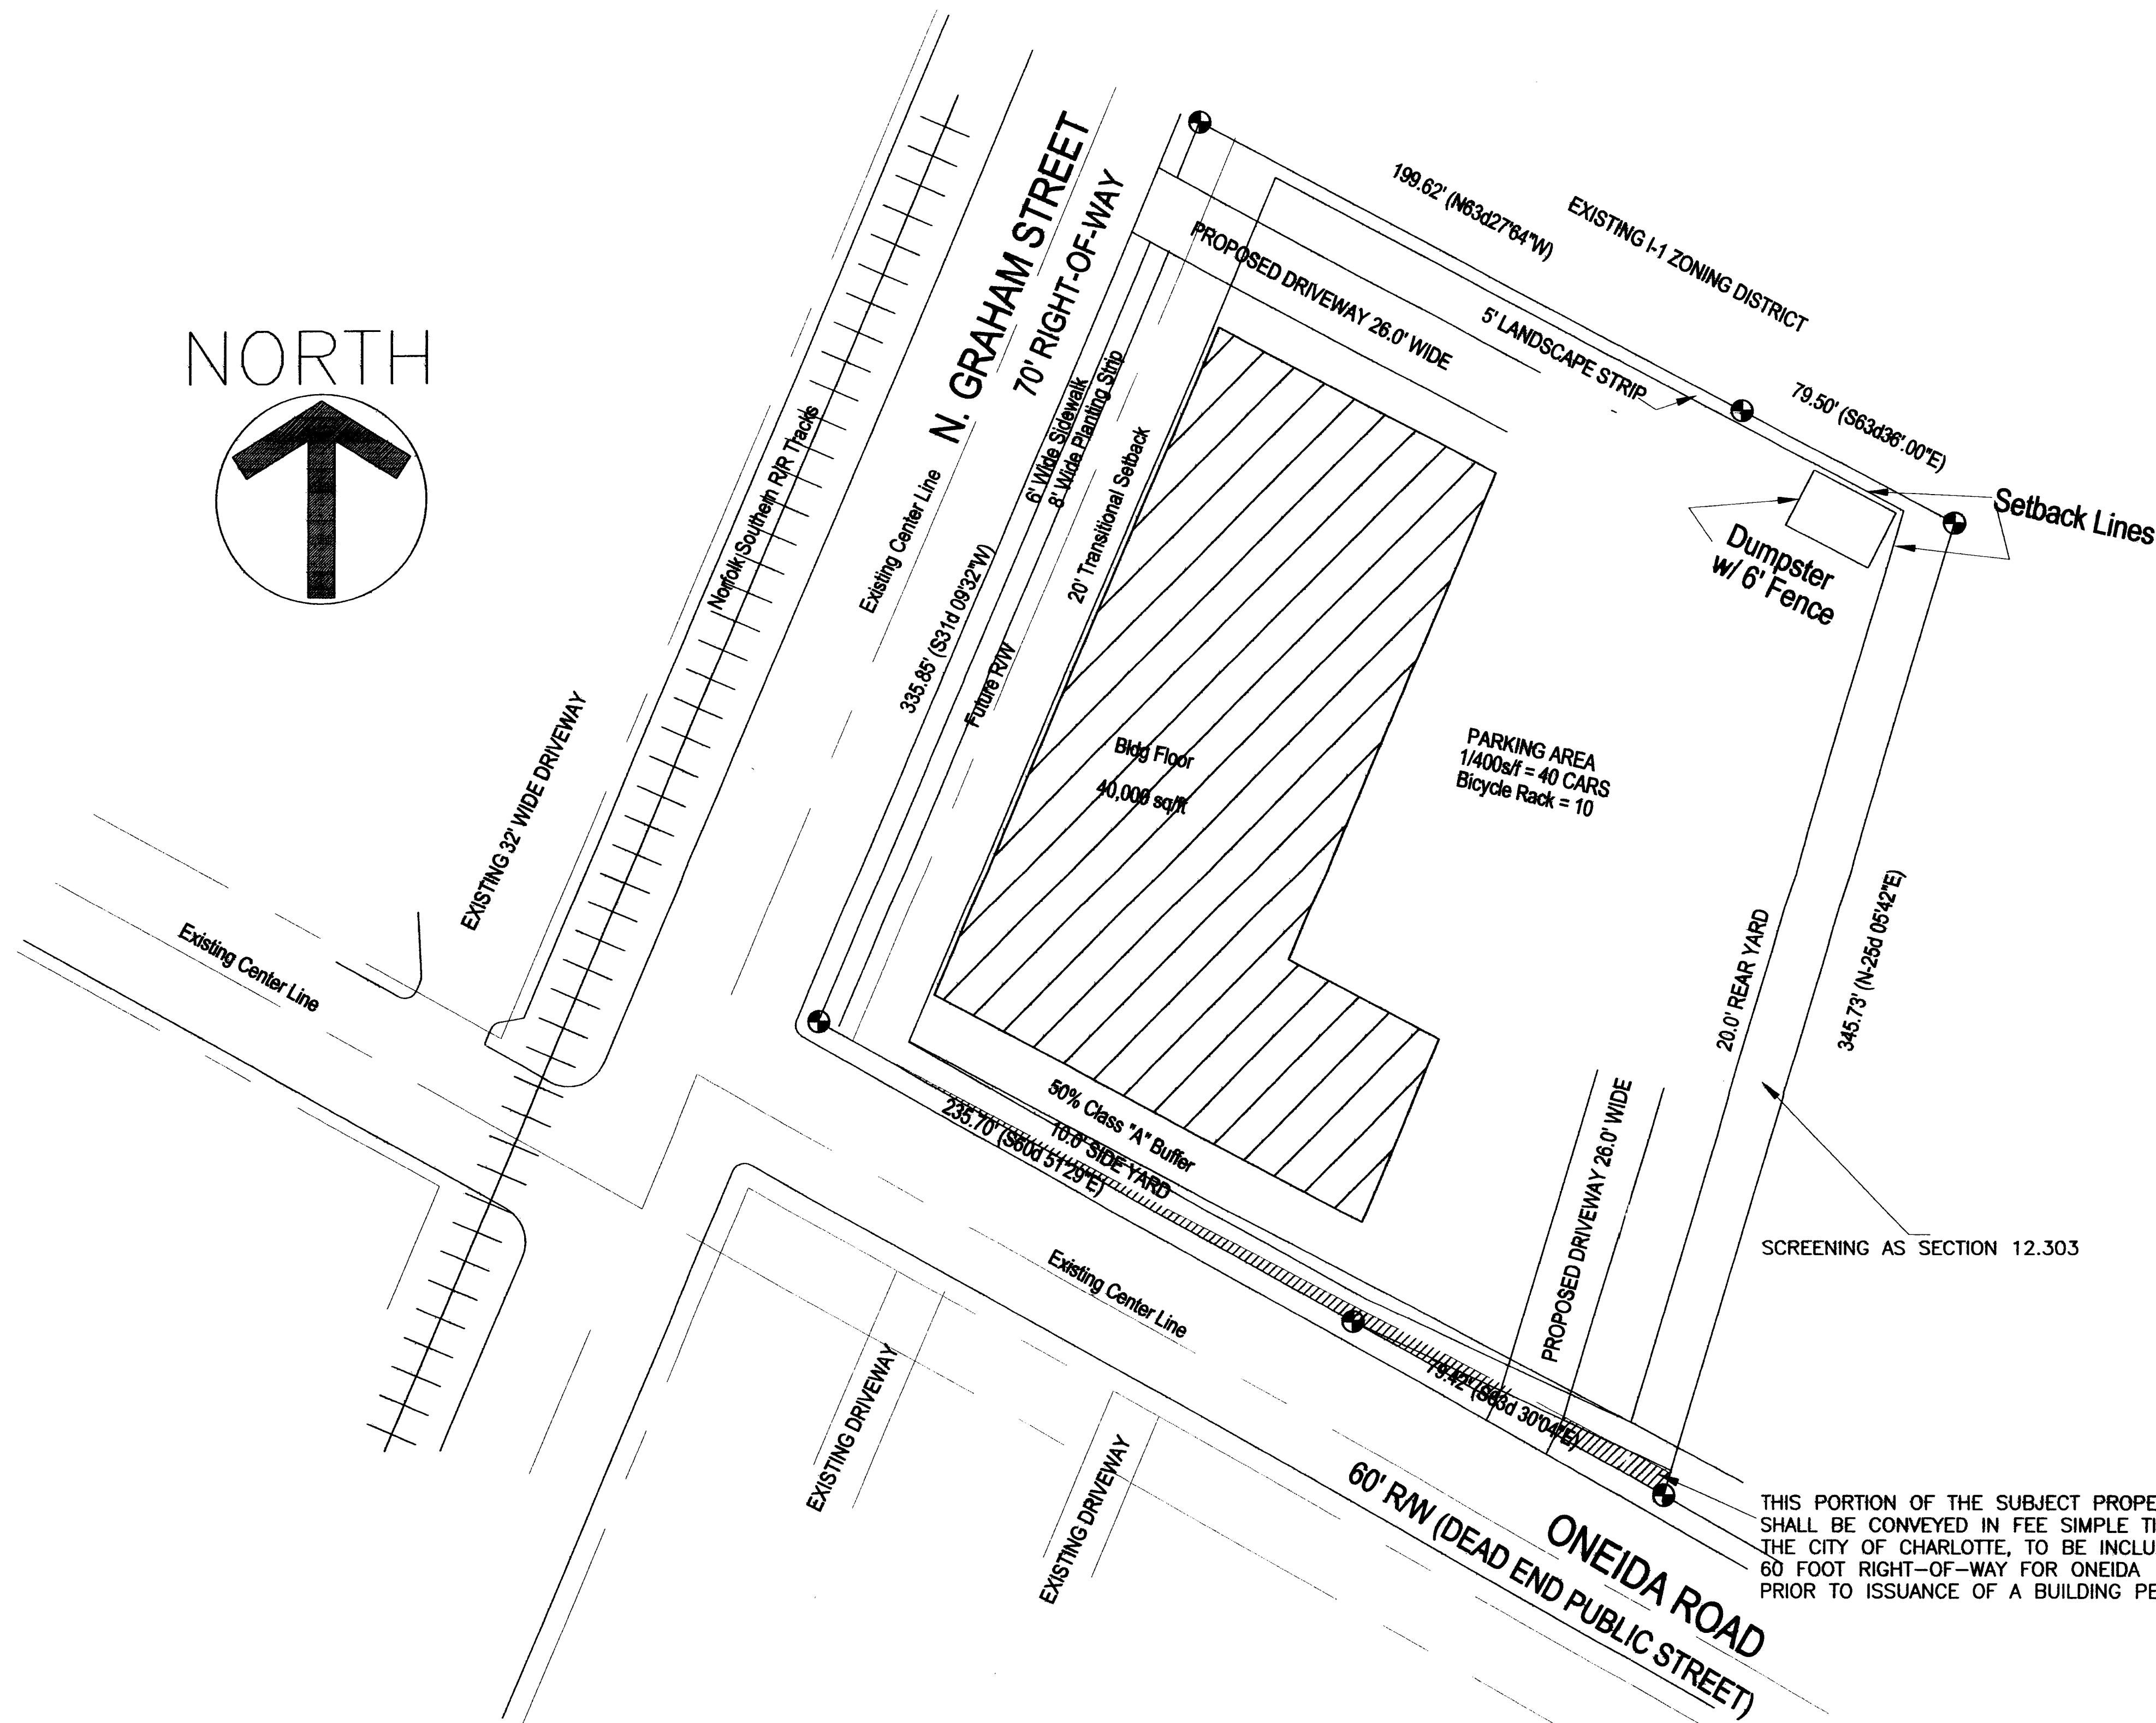 NORTH
N. GRAHAM STREET
70' RIGHT-OF-WAY
199.62' (N63d27'64"W)
EXISTING I-1 ZONING DISTRICT
PROPOSED DRIVEWAY 26.0' WIDE
5' LANDSCAPE STRIP
79.50' (S63d36'.00"E)
Setback Lines
Dumpster
w/ 6' Fence
Norfolk Southern R/R Tracks
Existing Center Line
6' Wide Sidewalk
8' Wide Planting Strip
20' Transitional Setback
335.85' (S31d 09'32"W)
Future R/W
EXISTING 32' WIDE DRIVEWAY
Bldg Floor
40,000 sq/ft
PARKING AREA
1/400s/f = 40 CARS
Bicycle Rack = 10
20.0' REAR YARD
345.73' (N-25d 05'42"E)
Existing Center Line
50% Class "A" Buffer
10.0' SIDE YARD
235.70' (S60d 51'29"E)
PROPOSED DRIVEWAY 26.0' WIDE
SCREENING AS SECTION 12.303
Existing Center Line
79.42' (S63d 30'04"E)
EXISTING DRIVEWAY
EXISTING DRIVEWAY
60' R/W (DEAD END PUBLIC STREET)
ONEIDA ROAD
THIS PORTION OF THE SUBJECT PROPE
SHALL BE CONVEYED IN FEE SIMPLE TI
THE CITY OF CHARLOTTE, TO BE INCLU
60 FOOT RIGHT-OF-WAY FOR ONEIDA
PRIOR TO ISSUANCE OF A BUILDING PE